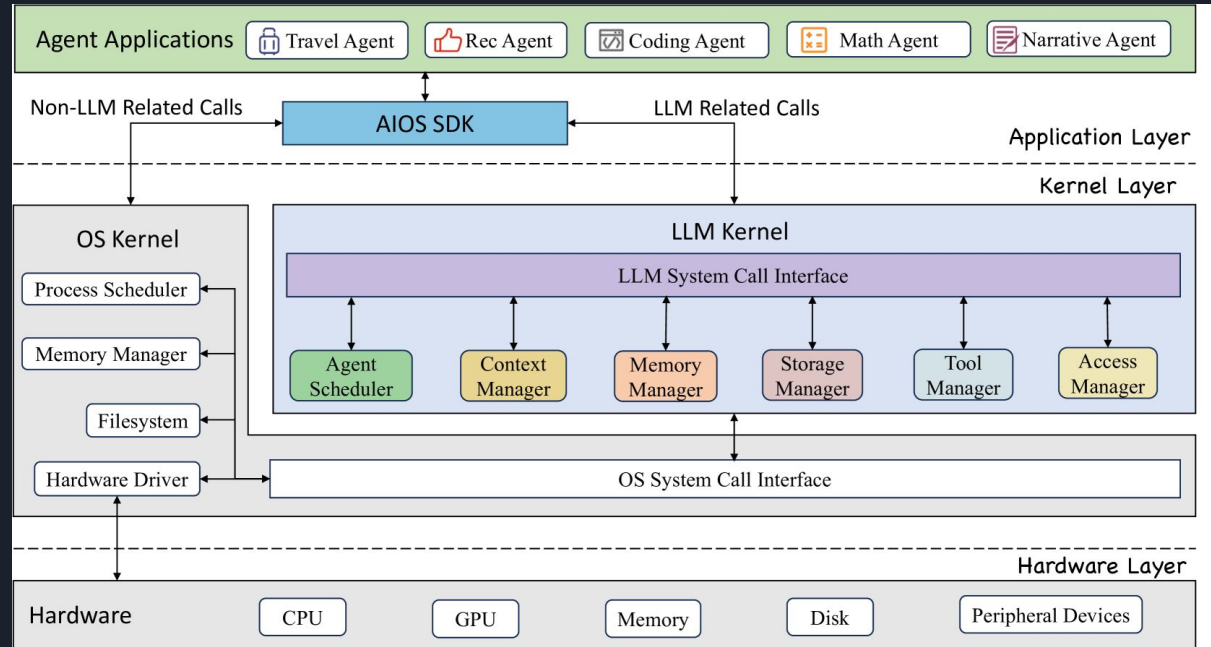 Agent Applications
Travel Agent
Rec Agent
Coding Agent
Math Agent
Narrative Agent
Non-LLM Related Calls
AIOS SDK
LLM Related Calls
Application Layer
Kernel Layer
OS Kernel
Process Scheduler
Memory Manager
Filesystem
Hardware Driver
LLM Kernel
LLM System Call Interface
Agent
Scheduler
Context
Manager
Memory
Manager
Storage
Manager
Tool
Manager
Access
Manager
OS System Call Interface
Hardware Layer
Hardware
CPU
GPU
Memory
Disk
Peripheral Devices